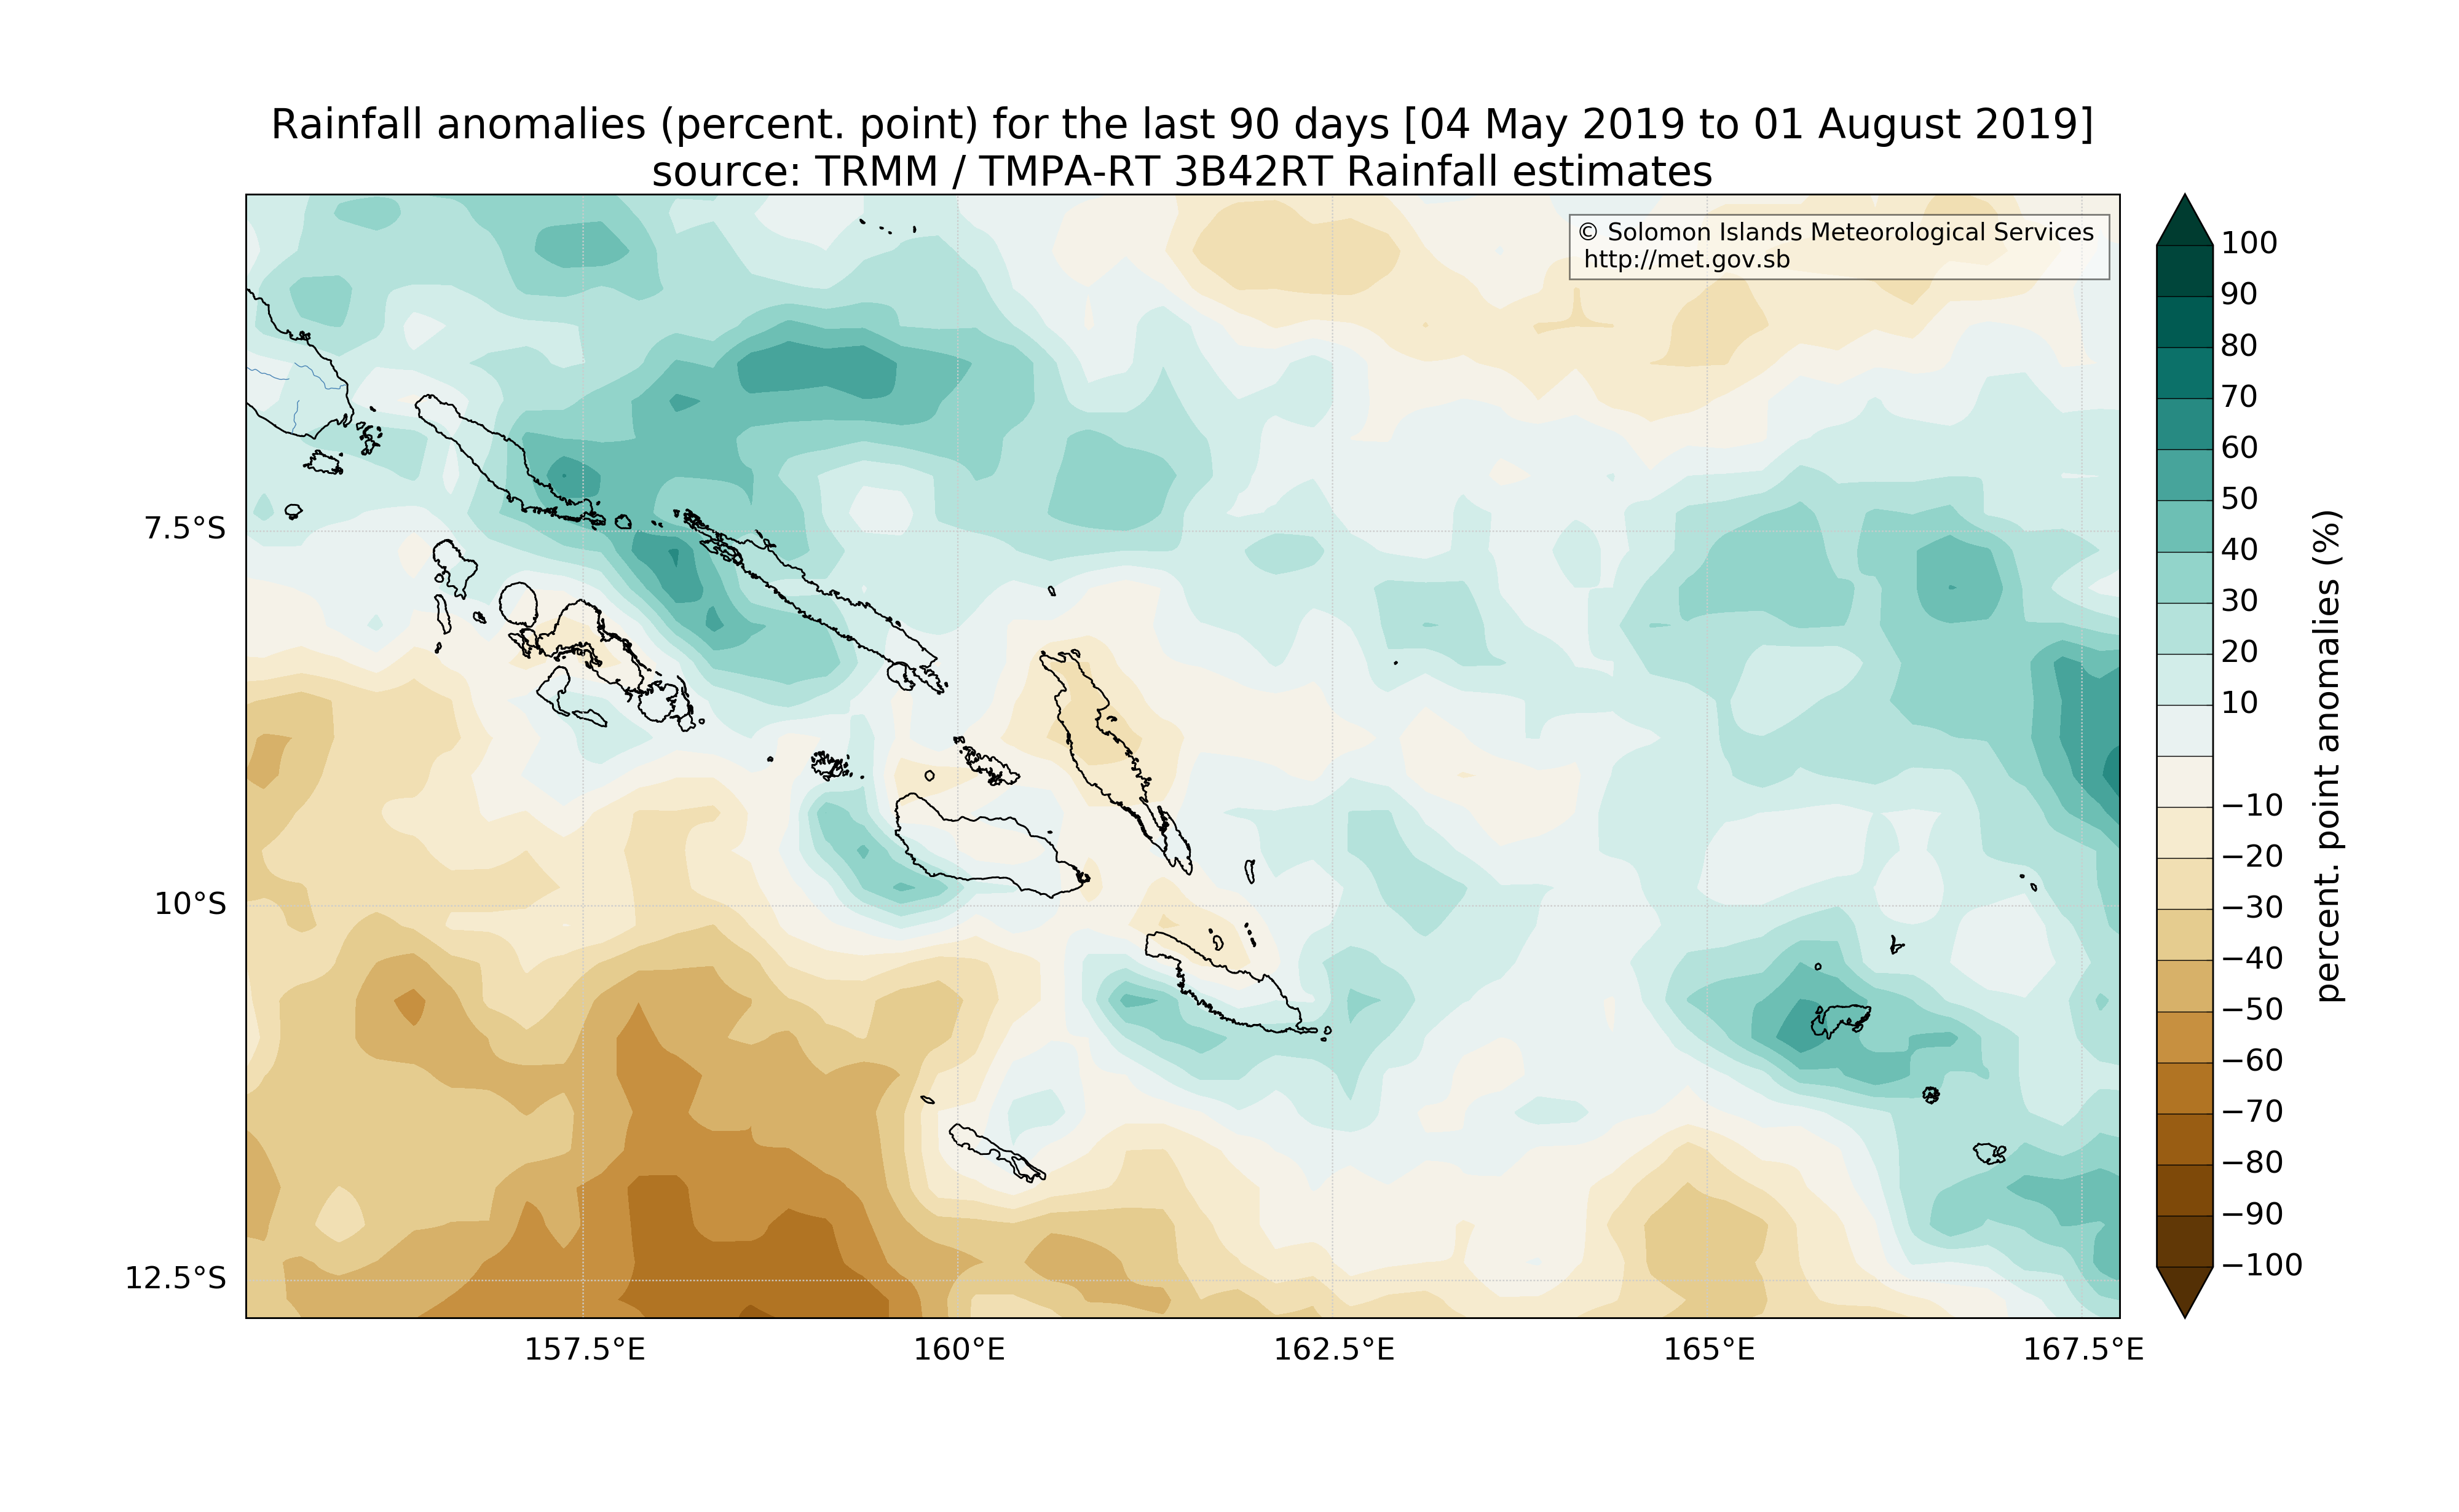 Rainfall anomalies (percent. point) for the last 90 days [04 May 2019 to 01 August 2019]
source: TRMM / TMPA-RT 3B42RT Rainfall estimates
© Solomon Islands Meteorological Services
http://met.gov.sb
7.5°S
10°S
12.5°S
157.5°E
160°E
162.5°E
165°E
167.5°E
100
90
80
70
60
50
40
30
20
10
−10
−20
−30
−40
−50
−60
−70
−80
−90
−100
percent. point anomalies (%)